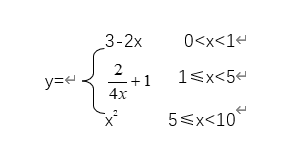 3-2x 0<x<1↵
y=↵ 2/4x +1 1≤x<5↵
x² 5≤x<10↵